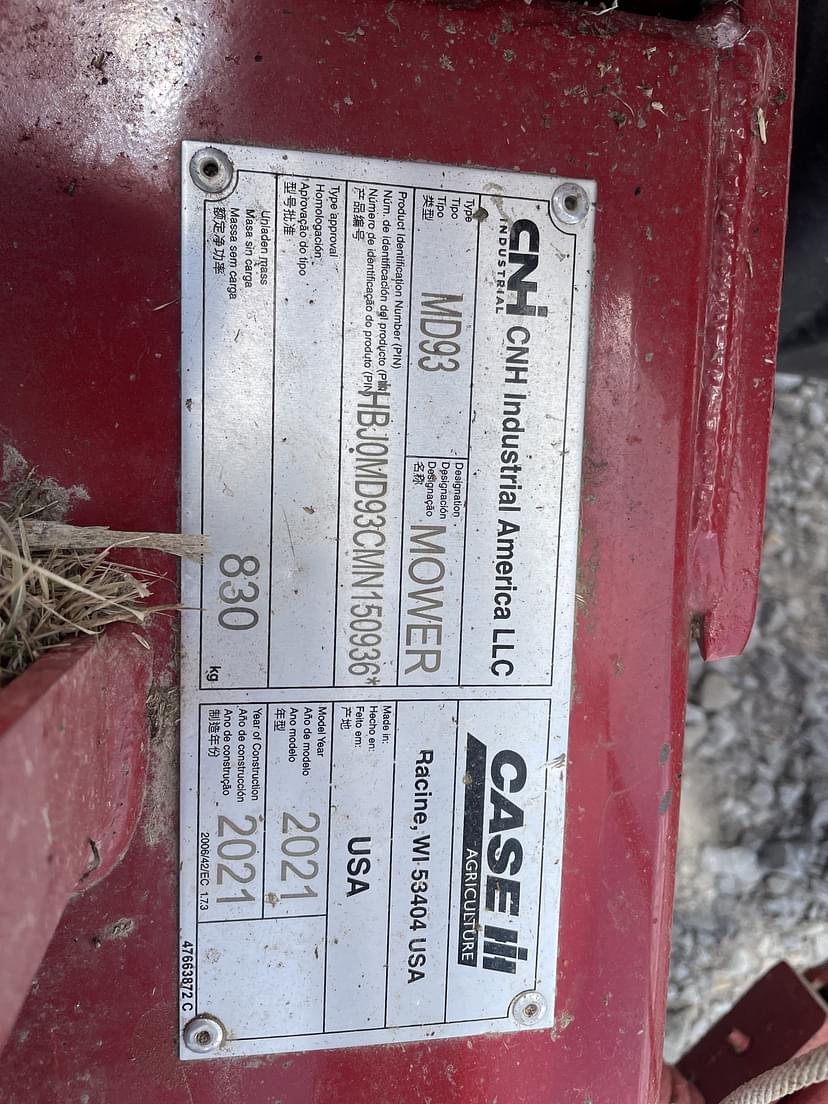 CNH
INDUSTRIAL
CNH Industrial America LLC
Type
Tipo
Tipo
类型
MD93
Designation
Designación
Designação
名称
MOWER
Product Identification Number (PIN)
Núm. de identificación del producto (PIN)
Número de identificação do produto (PIN)
产品编号
HBJ0MD93CMN150936*
Type approval
Homologación
Aprovação do tipo
型号批准
Unladen mass
Masa sin carga
Massa sem carga
额定净功率
830
kg
CASE IH
AGRICULTURE
Racine, WI 53404 USA
Made in:
Hecho en:
Feito em:
产地
USA
Model Year
Año de modelo
Ano modelo
年型
2021
Year of Construction
Año de construcción
Ano de construção
制造年份
2021
2006/42/EC 1.7.3
47663872 C